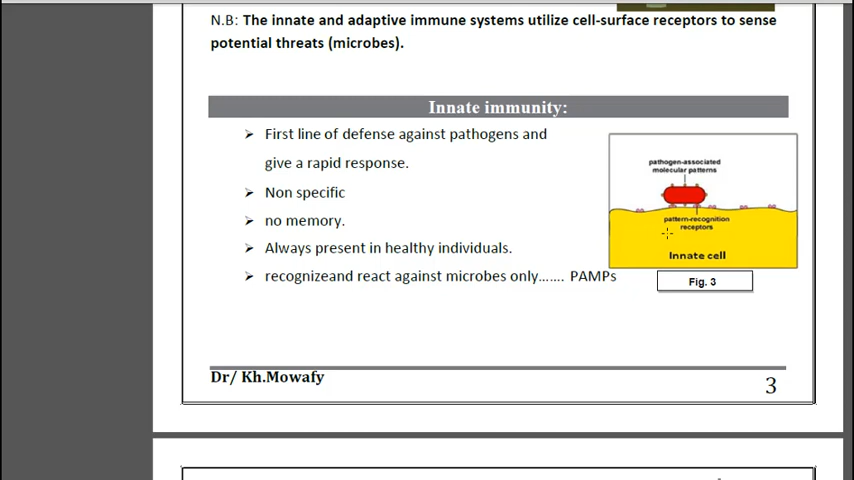 N.B: The innate and adaptive immune systems utilize cell-surface receptors to sense
potential threats (microbes).
Innate immunity:
➢ First line of defense against pathogens and
give a rapid response.
➢ Non specific
➢ no memory.
➢ Always present in healthy individuals.
➢ recognizeand react against microbes only....... PAMPs
pathogen-associated
molecular patterns
pattern-recognition
receptors
Innate cell
Fig. 3
Dr/ Kh.Mowafy
3